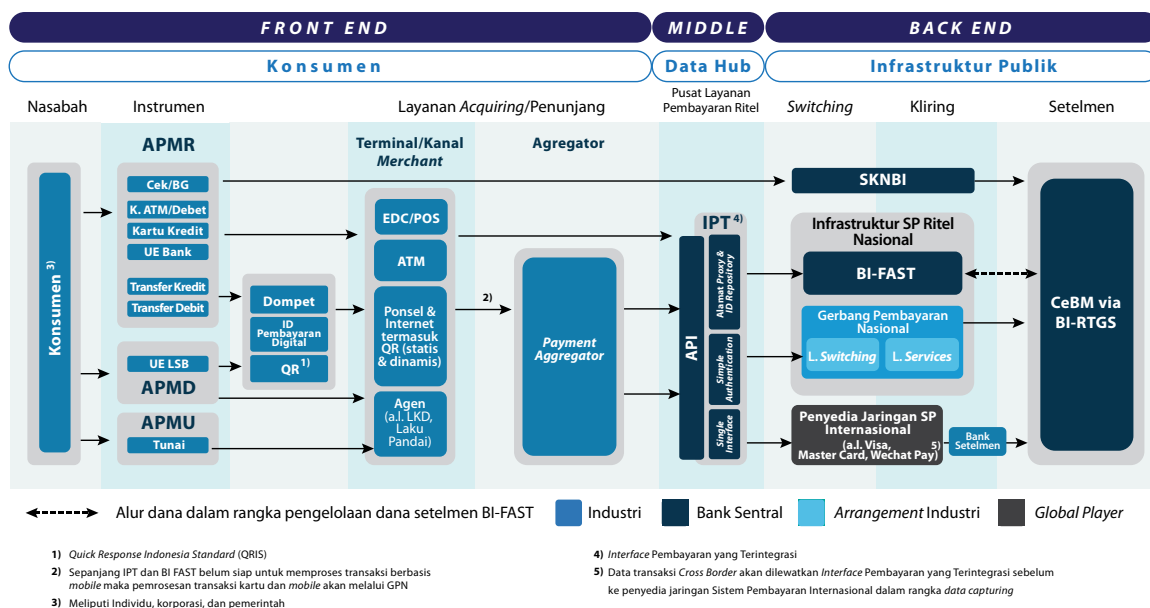 FRONT END
MIDDLE
BACK END
Konsumen
Data Hub
Infrastruktur Publik
Nasabah
Instrumen
Layanan Acquiring/Penunjang
Pusat Layanan
Pembayaran Ritel
Switching
Kliring
Setelmen
APMR
Terminal/Kanal
Merchant
Agregator
Konsumen 3)
Cek/BG
K. ATM/Debet
Kartu Kredit
UE Bank
Transfer Kredit
Transfer Debit
UE LSB
APMD
APMU
Tunai
Dompet
ID
Pembayaran
Digital
QR 1)
EDC/POS
ATM
Ponsel &
Internet
termasuk
QR (statis
& dinamis)
Agen
(a.l. LKD,
Laku
Pandai)
2)
Payment
Aggregator
IPT 4)
API
Alamat Proxy &
ID Repository
Simple
Authentication
Single
Interface
SKNBI
Infrastruktur SP Ritel
Nasional
BI-FAST
Gerbang Pembayaran
Nasional
L. Switching
L. Services
Penyedia Jaringan SP
Internasional
(a.l. Visa, 5)
Master Card, Wechat Pay)
Bank
Setelmen
CeBM via
BI-RTGS
Alur dana dalam rangka pengelolaan dana setelmen BI-FAST
Industri
Bank Sentral
Arrangement Industri
Global Player
1) Quick Response Indonesia Standard (QRIS)
2) Sepanjang IPT dan BI FAST belum siap untuk memproses transaksi berbasis
mobile maka pemrosesan transaksi kartu dan mobile akan melalui GPN
3) Meliputi Individu, korporasi, dan pemerintah
4) Interface Pembayaran yang Terintegrasi
5) Data transaksi Cross Border akan dilewatkan Interface Pembayaran yang Terintegrasi sebelum
ke penyedia jaringan Sistem Pembayaran Internasional dalam rangka data capturing